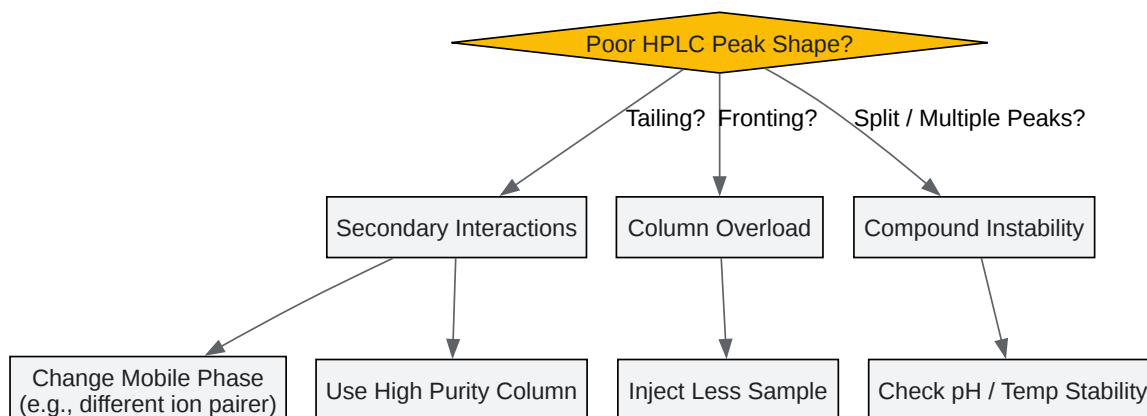 Poor HPLC Peak Shape?
Tailing?
Fronting?
Split / Multiple Peaks?
Secondary Interactions
Column Overload
Compound Instability
Change Mobile Phase
(e.g., different ion pairer)
Use High Purity Column
Inject Less Sample
Check pH / Temp Stability